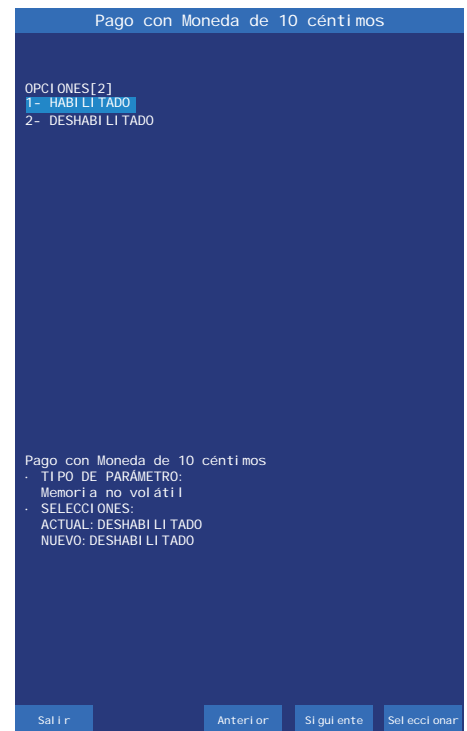 Pago con Moneda de 10 céntimos
OPCIONES[2]
1- HABILITADO
2- DESHABILITADO
Pago con Moneda de 10 céntimos
· TIPO DE PARÁMETRO:
Memoria no volátil
· SELECCIONES:
ACTUAL: DESHABILITADO
NUEVO: DESHABILITADO
Salir Anterior Siguiente Seleccionar